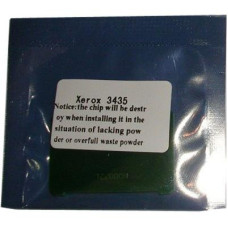 Xerox 3435
Notice:the chip will be destr
oy when installing it in the
situation of lacking pow
der or overfull waste powder